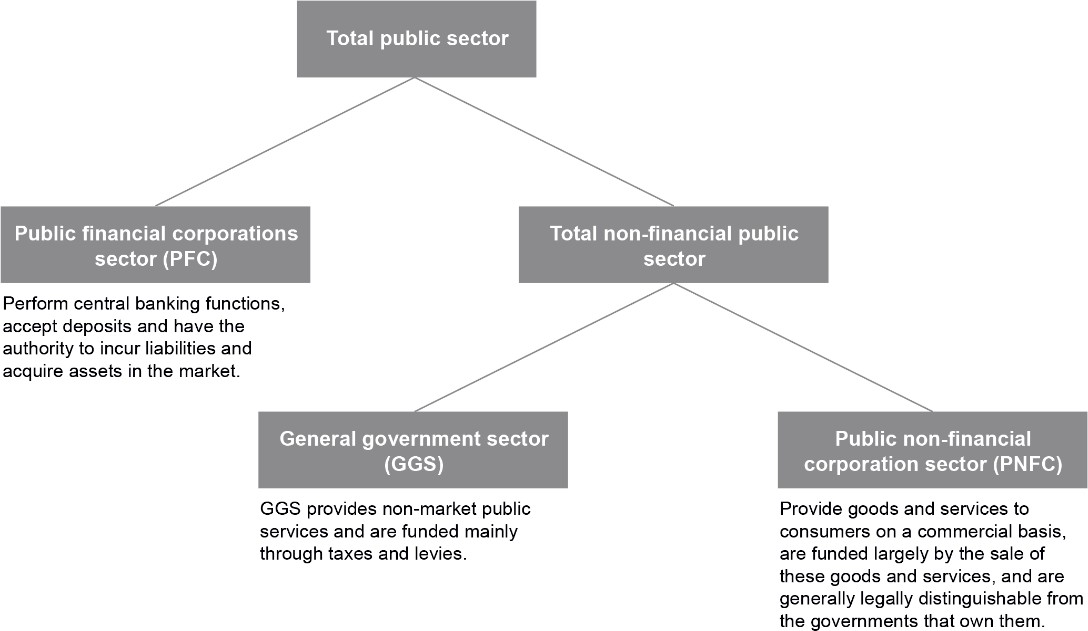 Total public sector
Public financial corporations
sector (PFC)
Perform central banking functions,
accept deposits and have the
authority to incur liabilities and
acquire assets in the market.
Total non-financial public
sector
General government sector
(GGS)
GGS provides non-market public
services and are funded mainly
through taxes and levies.
Public non-financial
corporation sector (PNFC)
Provide goods and services to
consumers on a commercial basis,
are funded largely by the sale of
these goods and services, and are
generally legally distinguishable from
the governments that own them.